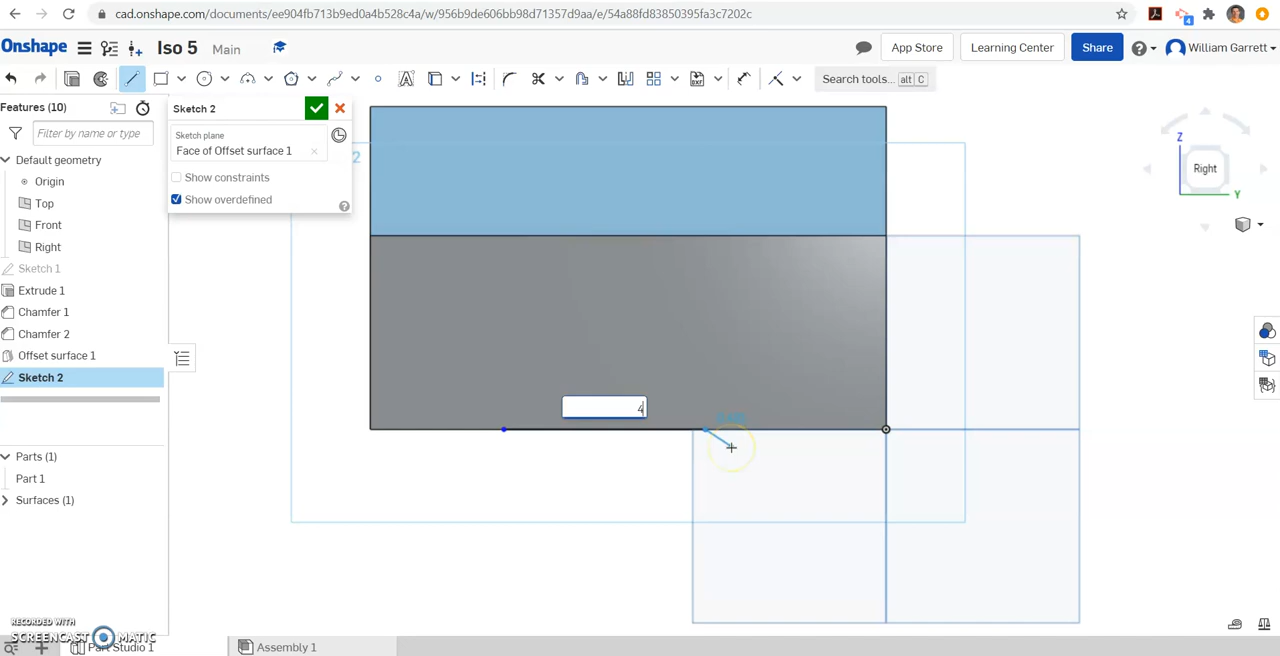 cad.onshape.com/documents/ee904fb713b9ed0a4b528c4a/w/956b9de606bb98d71357d9aa/e/54a88fd83850395fa3c7202c
4
Onshape
Iso 5
Main
App Store
Learning Center
Share
William Garrett
Search tools...
alt
C
Features (10)
Filter by name or type
Default geometry
Origin
Top
Front
Right
Sketch 1
Extrude 1
Chamfer 1
Chamfer 2
Offset surface 1
Sketch 2
Parts (1)
Part 1
Surfaces (1)
Sketch 2
Sketch plane
Face of Offset surface 1
Show constraints
Show overdefined
2
4
Z
Right
Y
RECORDED WITH
SCREENCAST MATIC
Part Studio 1
Assembly 1